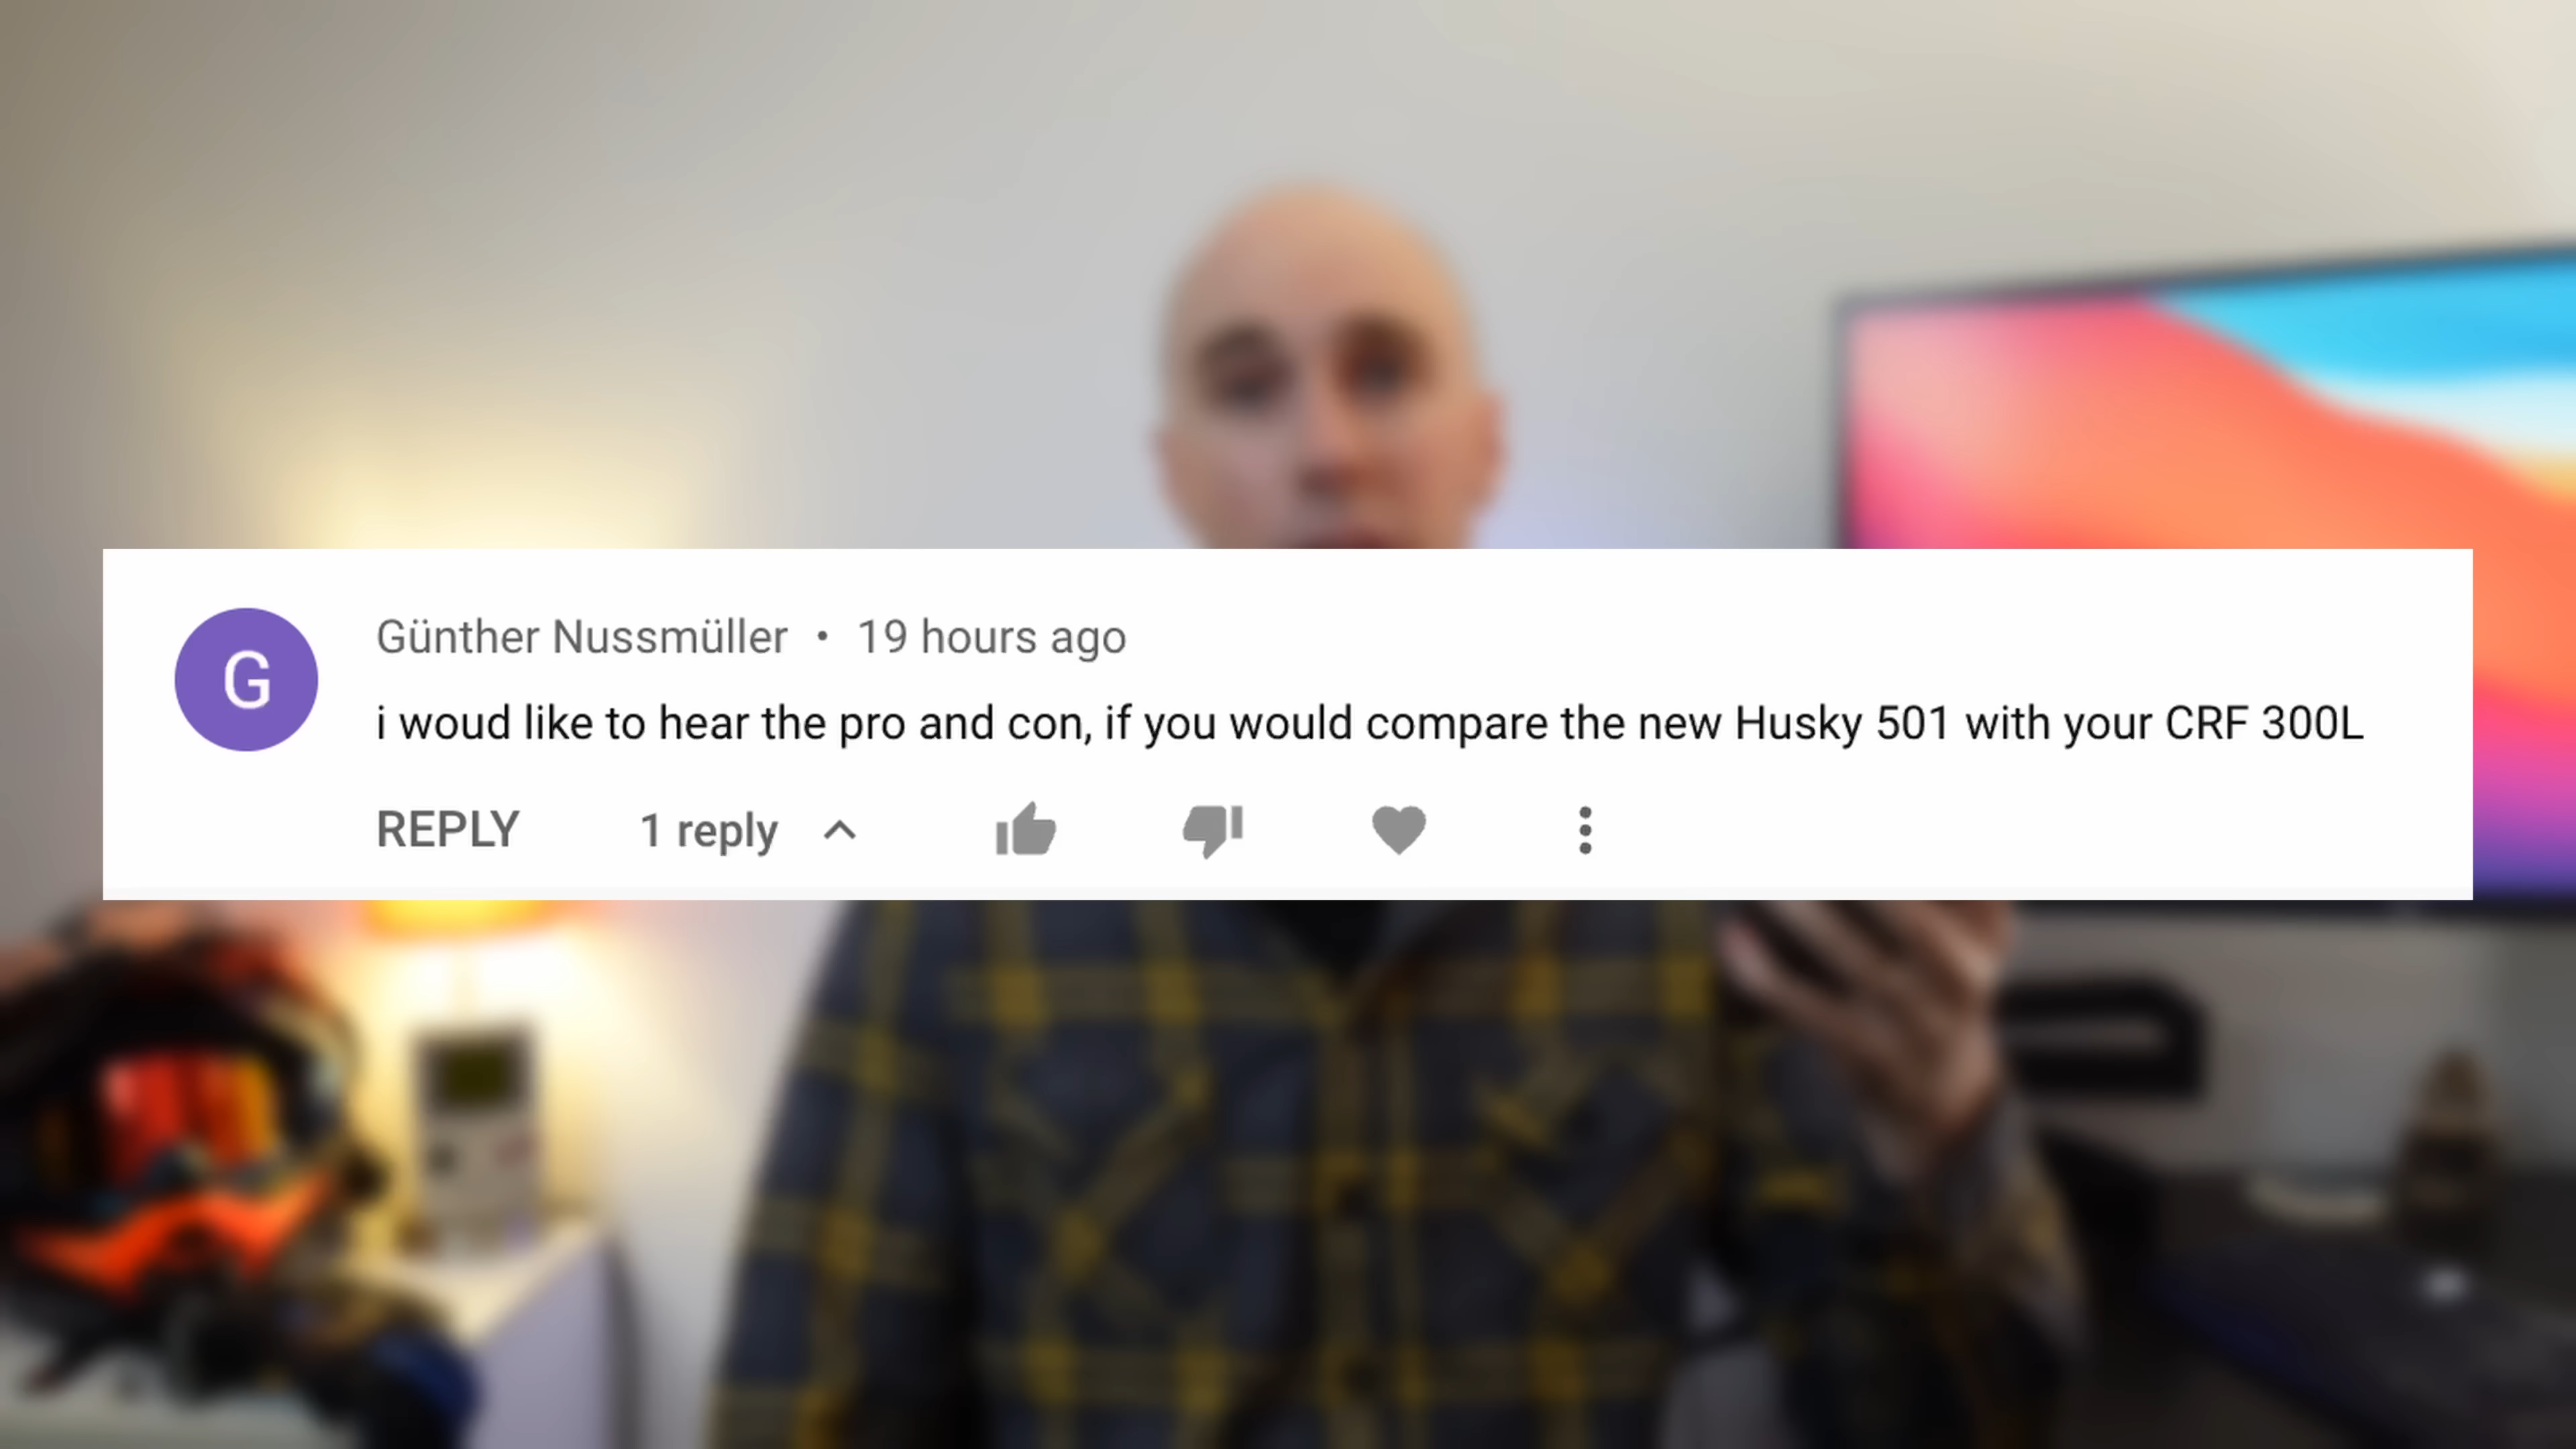 G
Günther Nussmüller • 19 hours ago
i woud like to hear the pro and con, if you would compare the new Husky 501 with your CRF 300L
REPLY 1 reply